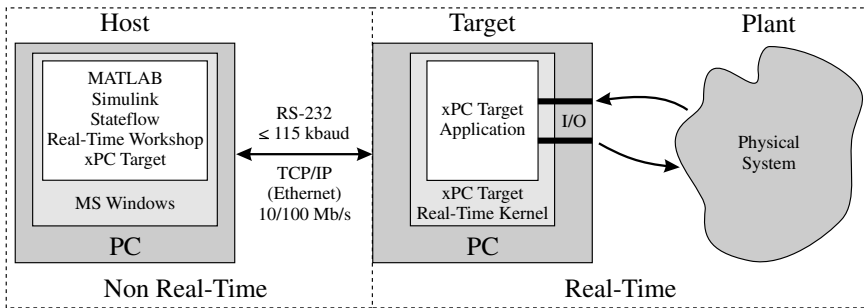 Host
Target
Plant
MATLAB
Simulink
Stateflow
Real-Time Workshop
xPC Target
MS Windows
PC
RS-232
≤ 115 kbaud
TCP/IP
(Ethernet)
10/100 Mb/s
xPC Target
Application
I/O
xPC Target
Real-Time Kernel
PC
Physical
System
Non Real-Time
Real-Time